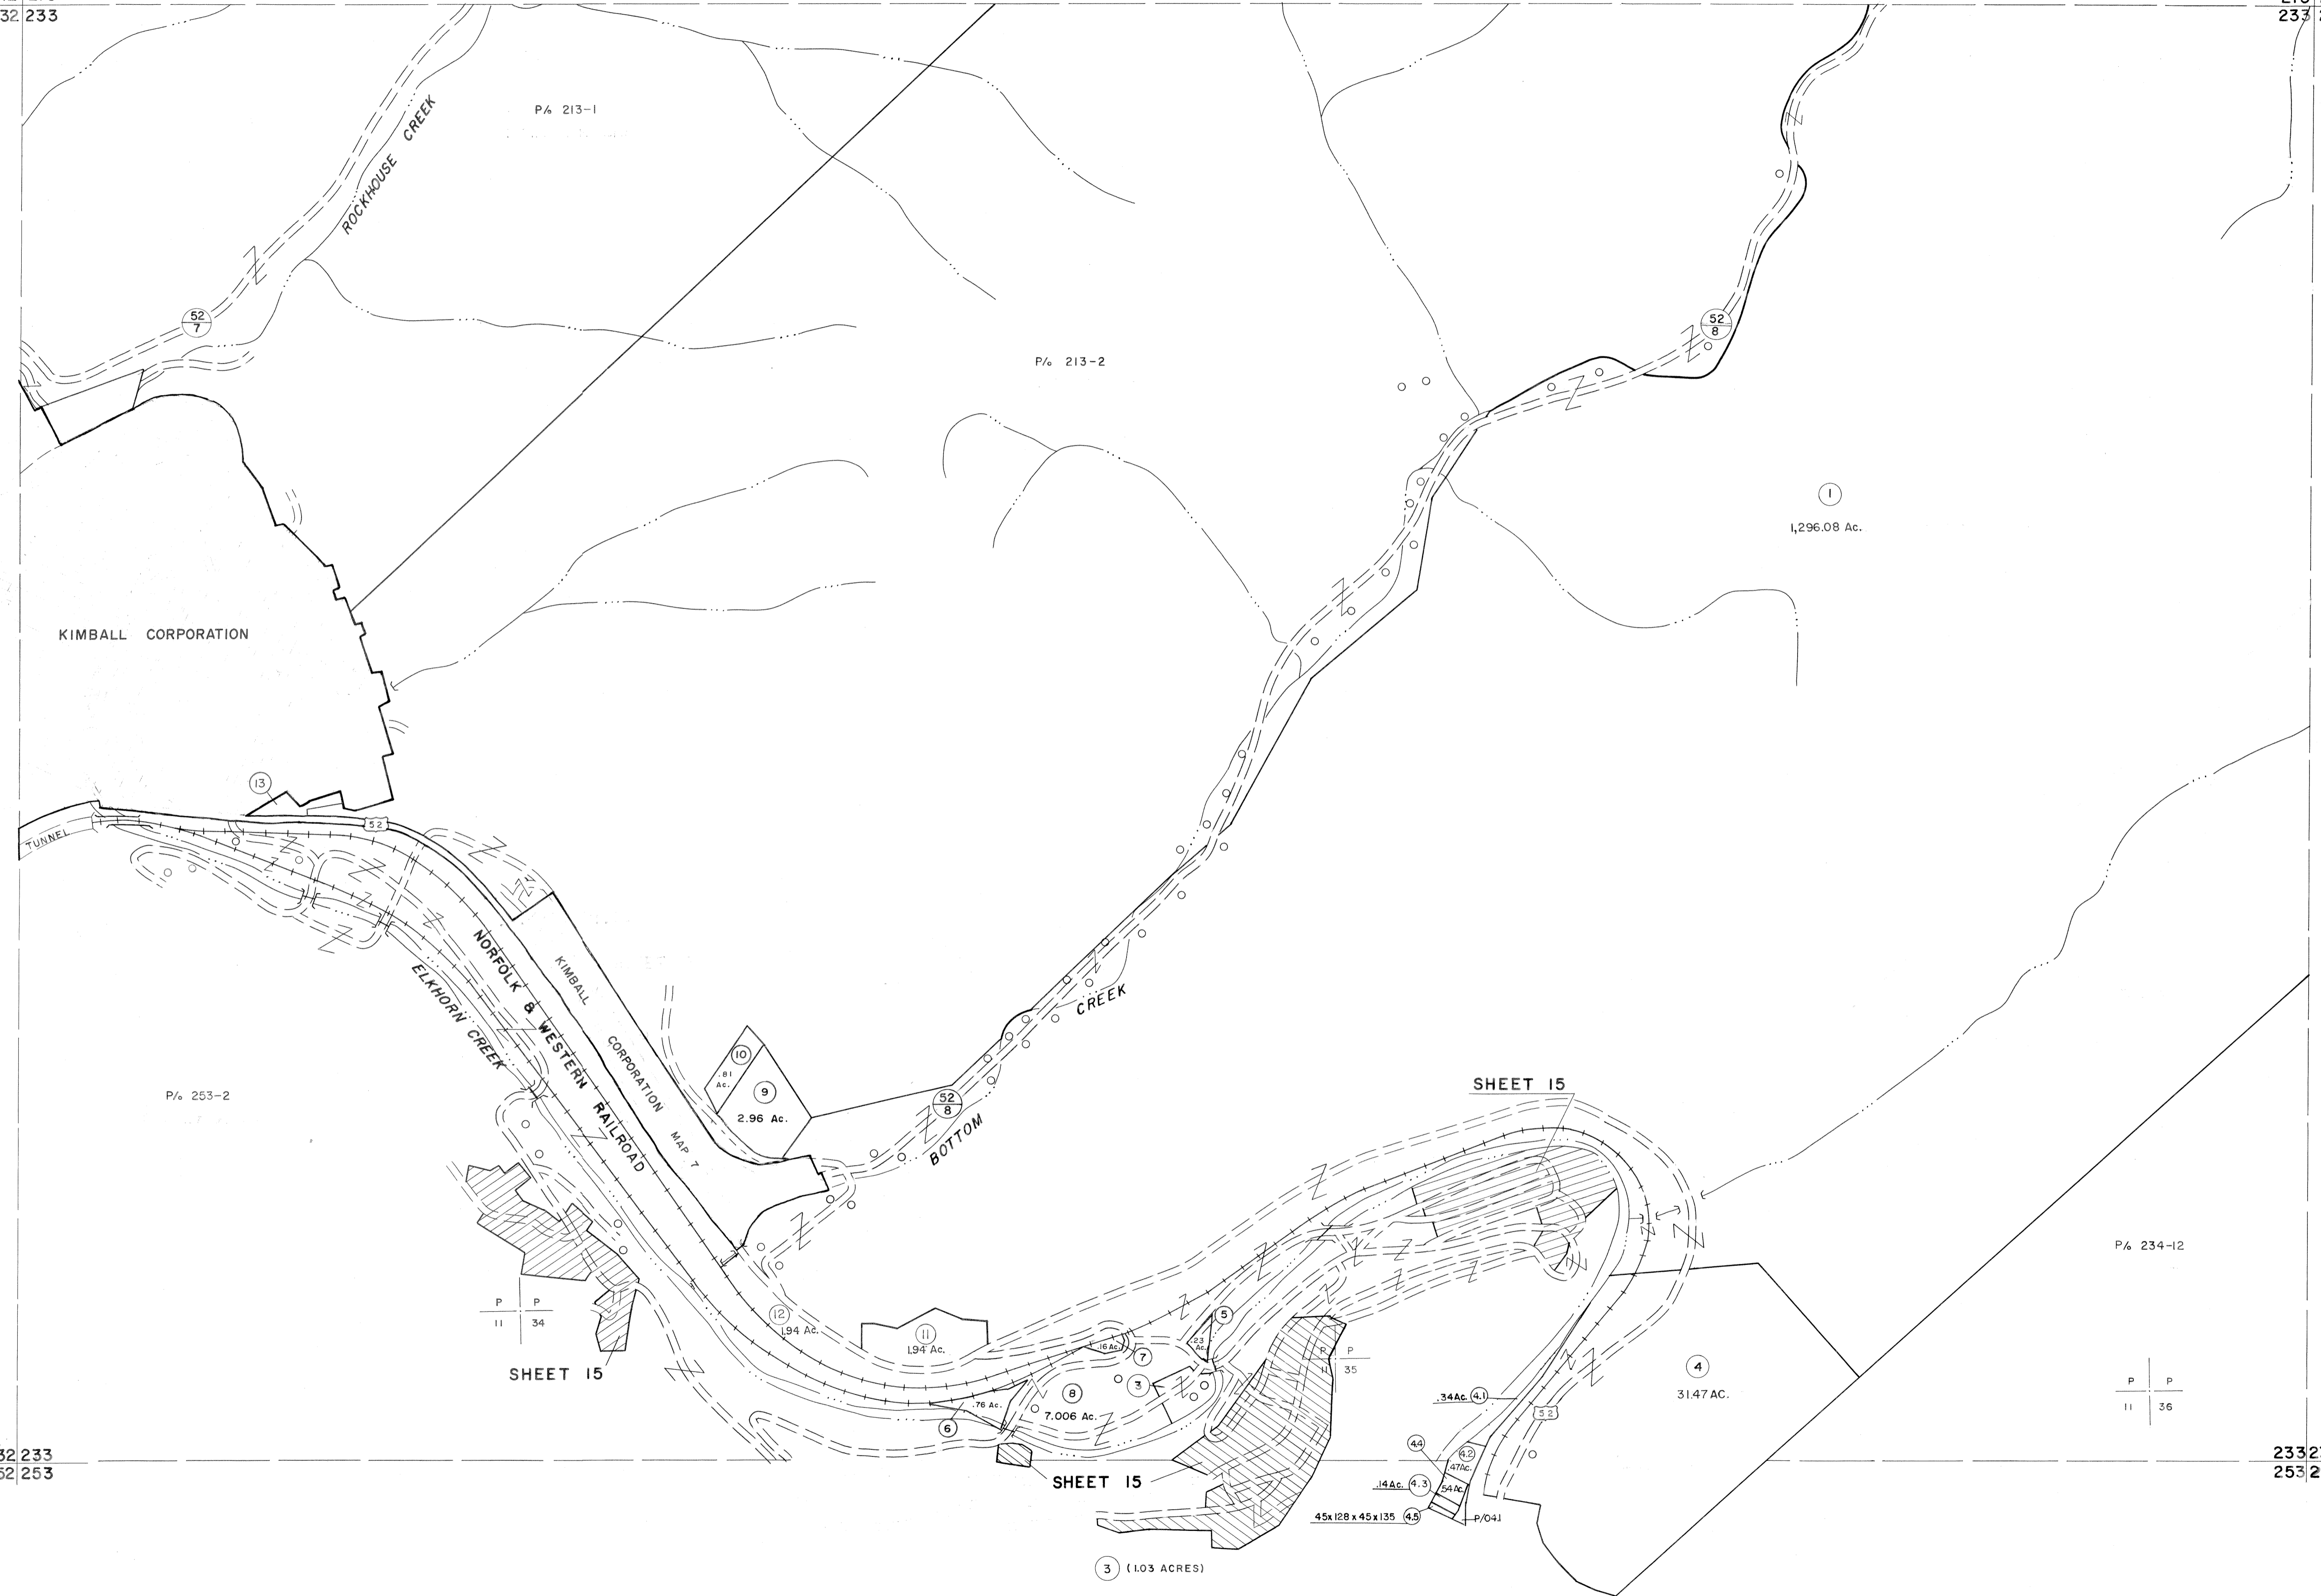 32 233
233
P/o 213-1
ROCKHOUSE CREEK
52
7
52
8
P/o 213-2
1
1,296.08 Ac.
KIMBALL CORPORATION
13
TUNNEL
52
NORFOLK & WESTERN RAILROAD
ELKHORN CREEK
KIMBALL CORPORATION MAP 7
P/o 253-2
10
.81
Ac.
9
2.96 Ac.
52
8
BOTTOM CREEK
SHEET 15
P/o 234-12
P P
11 34
SHEET 15
12
1.94 Ac.
11
1.94 Ac.
.16 Ac.
7
.23
Ac.
5
3
8
7.006 Ac.
.76 Ac.
6
P P
11 35
4
31.47 AC.
.34Ac. 4.1
52
P P
11 36
4.4
4.2
.47Ac.
.14Ac. 4.3
.54Ac.
45x128x45x135 4.5
P/04.1
SHEET 15
32 233
52 253
233 2
253 2
3 (1.03 ACRES)